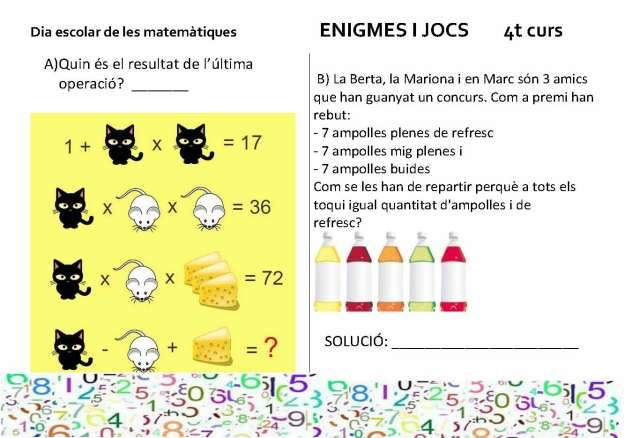 Dia escolar de les matemàtiques
ENIGMES I JOCS 4t curs
A)Quin és el resultat de l'última
operació? _______
1 + x = 17
x x = 36
x x = 72
- + = ?
B) La Berta, la Mariona i en Marc són 3 amics
que han guanyat un concurs. Com a premi han
rebut:
- 7 ampolles plenes de refresc
- 7 ampolles mig plenes i
- 7 ampolles buides
Com se les han de repartir perquè a tots els
toqui igual quantitat d'ampolles i de
refresc?
SOLUCIÓ: _______________________